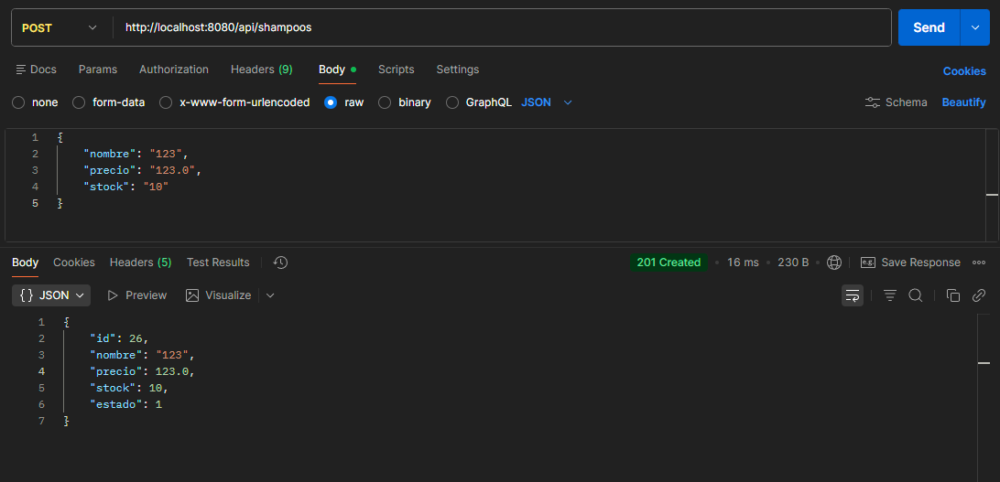 POST http://localhost:8080/api/shampoos Send
Docs Params Authorization Headers (9) Body Scripts Settings Cookies
none form-data x-www-form-urlencoded raw binary GraphQL JSON Schema Beautify
1 {
2 "nombre": "123",
3 "precio": "123.0",
4 "stock": "10"
5 }
Body Cookies Headers (5) Test Results 201 Created • 16 ms • 230 B e.g. Save Response
{} JSON Preview Visualize
1 {
2 "id": 26,
3 "nombre": "123",
4 "precio": 123.0,
5 "stock": 10,
6 "estado": 1
7 }